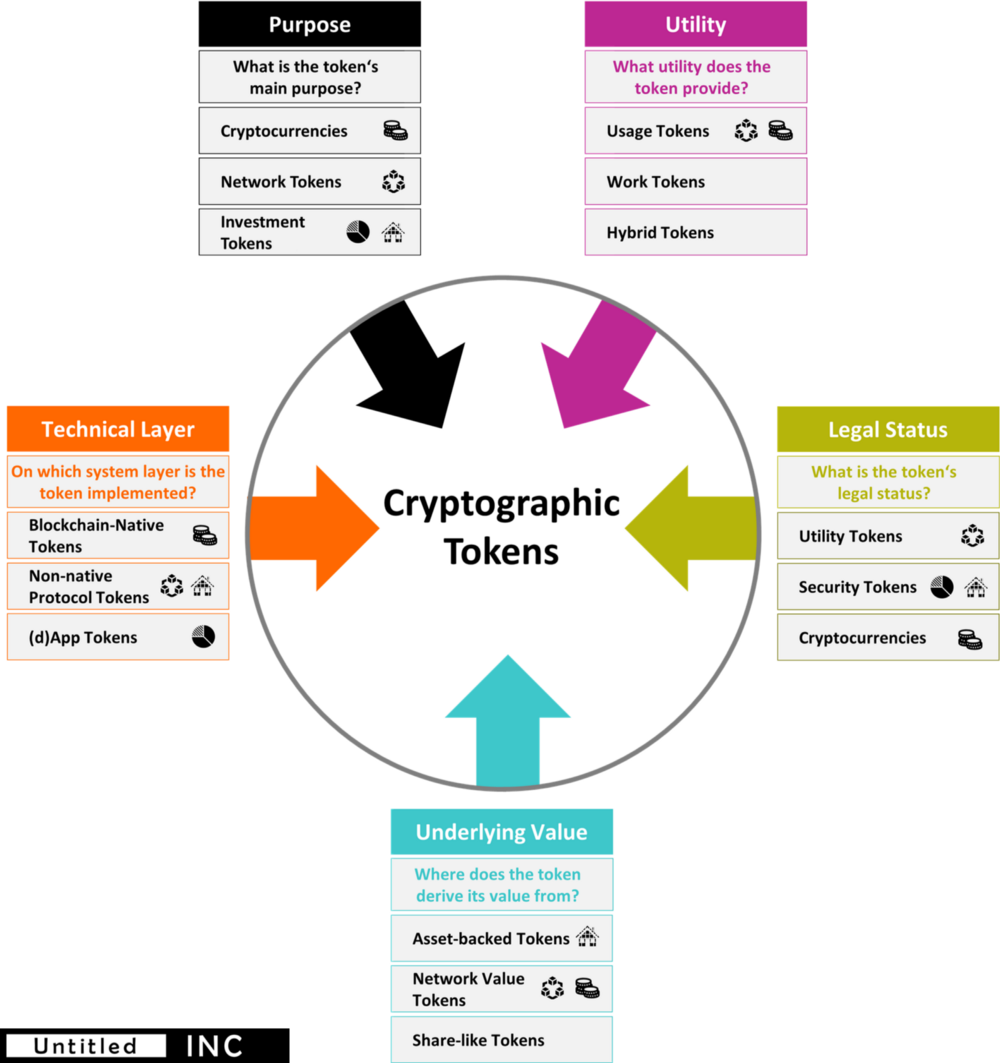 Purpose
What is the token‘s
main purpose?
Cryptocurrencies
Network Tokens
Investment
Tokens
Utility
What utility does the
token provide?
Usage Tokens
Work Tokens
Hybrid Tokens
Technical Layer
On which system layer is the
token implemented?
Blockchain-Native
Tokens
Non-native
Protocol Tokens
(d)App Tokens
Cryptographic
Tokens
Legal Status
What is the token‘s
legal status?
Utility Tokens
Security Tokens
Cryptocurrencies
Underlying Value
Where does the token
derive its value from?
Asset-backed Tokens
Network Value
Tokens
Share-like Tokens
Untitled INC